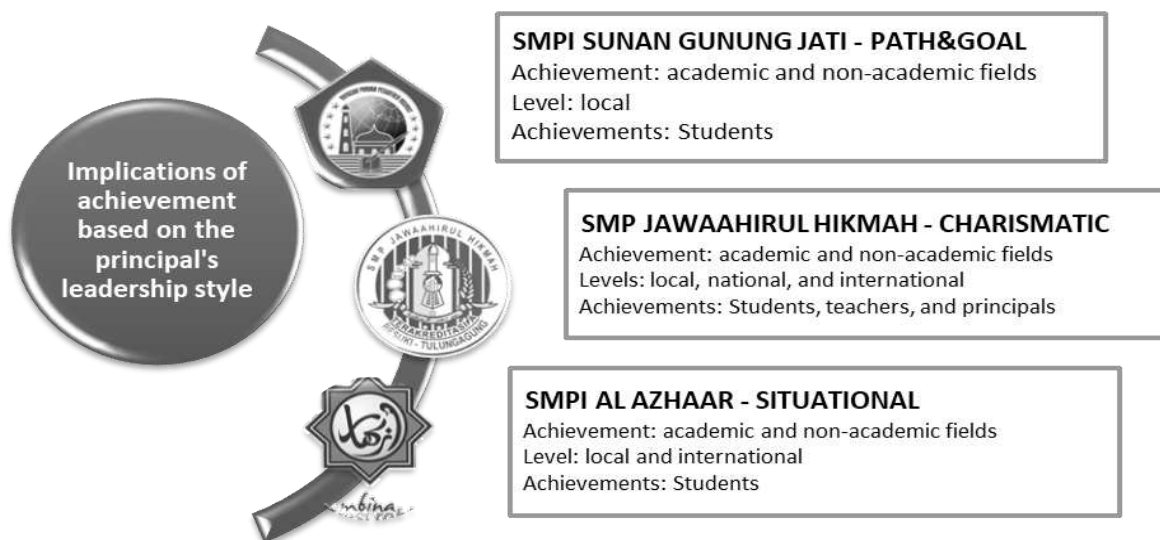 Implications of
achievement
based on the
principal's
leadership style
SMPI SUNAN GUNUNG JATI - PATH&GOAL
Achievement: academic and non-academic fields
Level: local
Achievements: Students
SMP JAWAAHIRUL HIKMAH - CHARISMATIC
Achievement: academic and non-academic fields
Levels: local, national, and international
Achievements: Students, teachers, and principals
SMP JAWAAHIRUL HIKMAH
TERAKREDITASI
TULUNGAGUNG
SMPI AL AZHAAR - SITUATIONAL
Achievement: academic and non-academic fields
Level: local and international
Achievements: Students